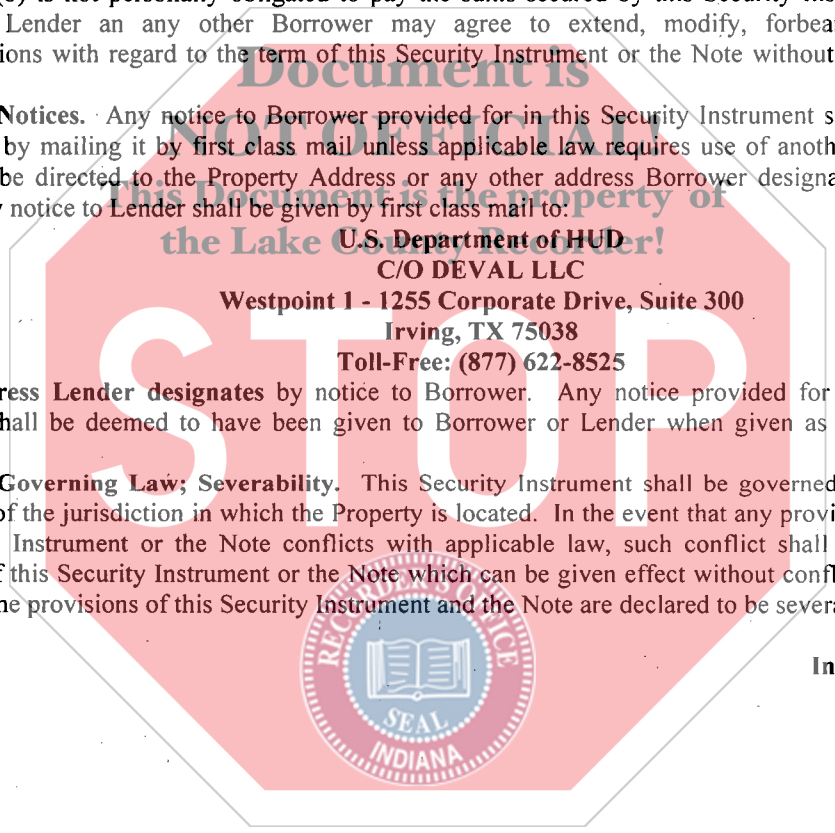 (b) is not personally obligated to pay the sums secured by this Security
Lender an any other Borrower may agree to extend, modify, forbear
ions with regard to the term of this Security Instrument or the Note without
Document is
Notices. Any notice to Borrower provided for in this Security Instrument s
NOT OFFICIAL!
by mailing it by first class mail unless applicable law requires use of anoth
be directed to the Property Address or any other address Borrower designa
This Document is the property of
notice to Lender shall be given by first class mail to:
the Lake County Recorder!
U.S. Department of HUD
C/O DEVAL LLC
Westpoint 1 - 1255 Corporate Drive, Suite 300
Irving, TX 75038
Toll-Free: (877) 622-8525
STOP
ress Lender designates by notice to Borrower. Any notice provided for
hall be deemed to have been given to Borrower or Lender when given as
Governing Law; Severability. This Security Instrument shall be governed
of the jurisdiction in which the Property is located. In the event that any provi
Instrument or the Note conflicts with applicable law, such conflict shall
f this Security Instrument or the Note which can be given effect without confl
ne provisions of this Security Instrument and the Note are declared to be severa
RECORDER'S OFFICE
SEAL
INDIANA
In